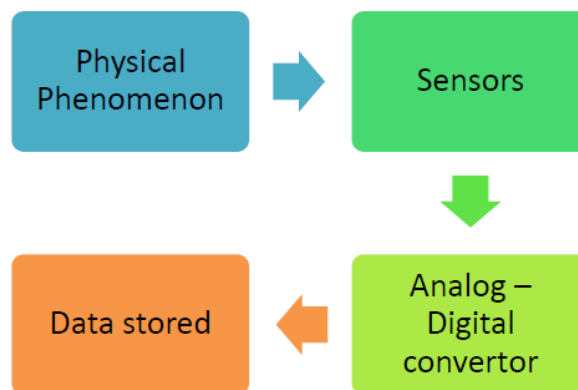 Physical
Phenomenon
Sensors
Analog –
Digital
convertor
Data stored